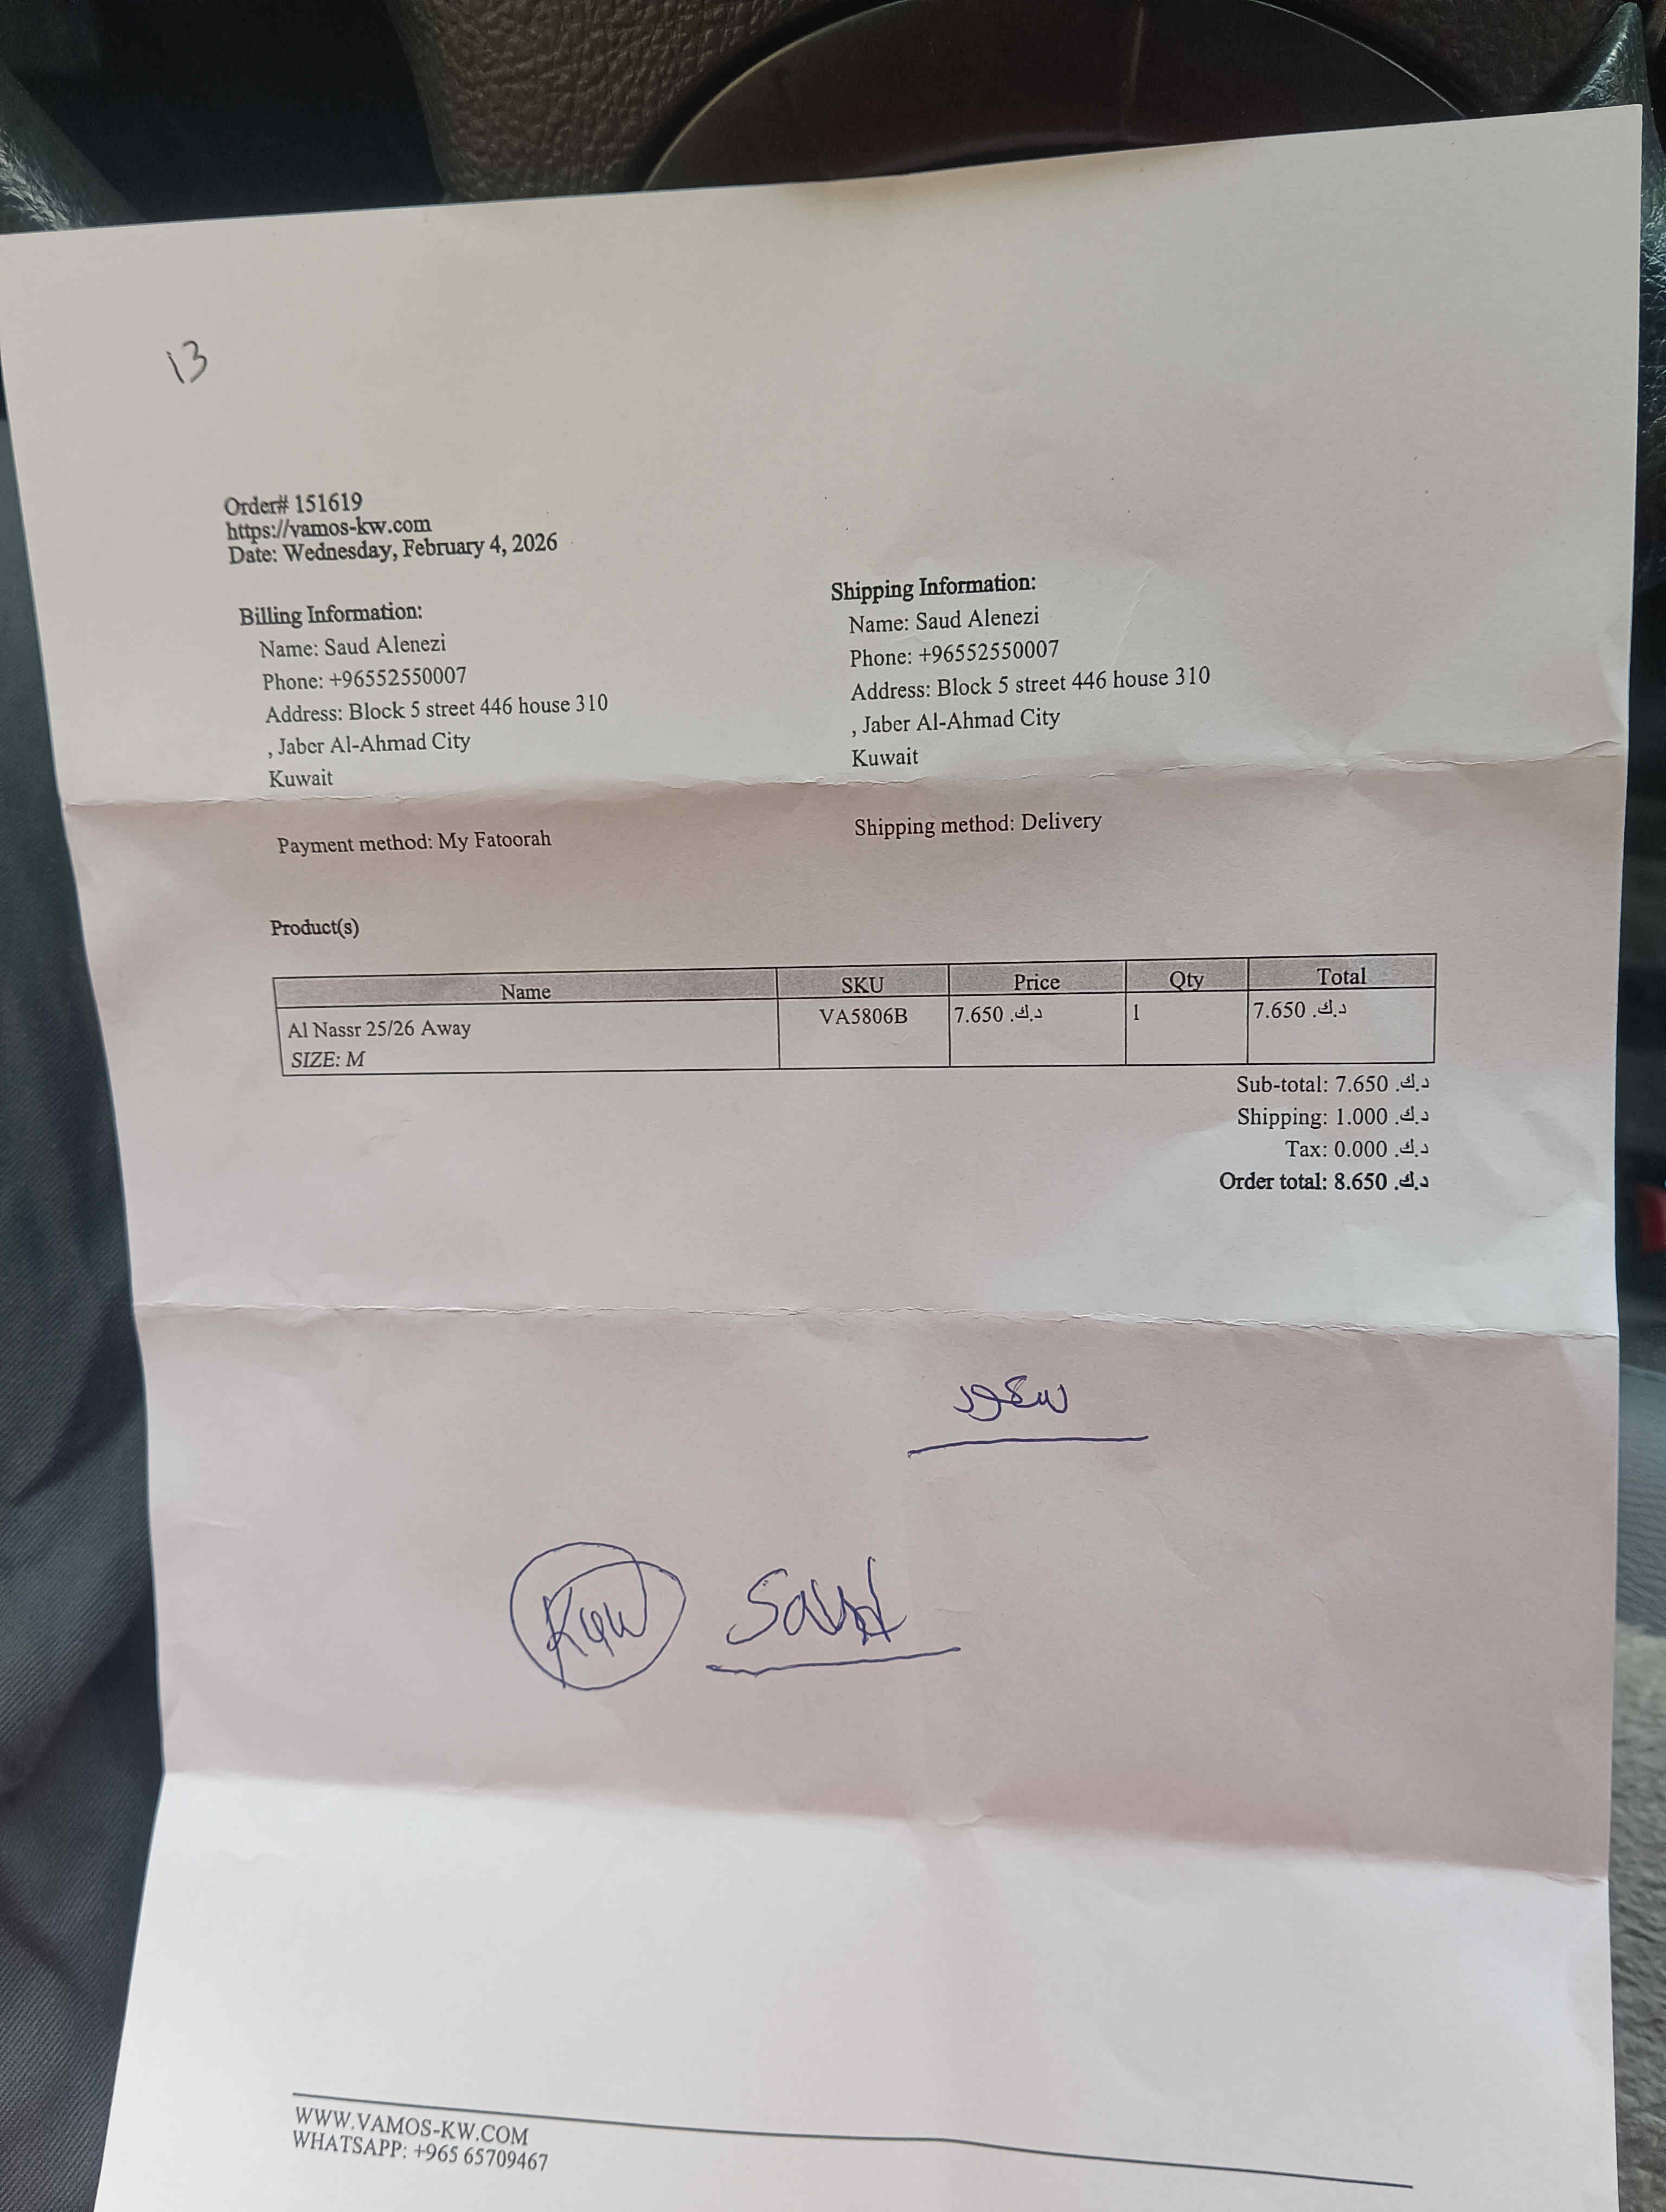 13
Order# 151619
https://vamos-kw.com
Date: Wednesday, February 4, 2026
Billing Information:
Name: Saud Alenezi
Phone: +96552550007
Address: Block 5 street 446 house 310
, Jaber Al-Ahmad City
Kuwait
Payment method: My Fatoorah
Shipping Information:
Name: Saud Alenezi
Phone: +96552550007
Address: Block 5 street 446 house 310
, Jaber Al-Ahmad City
Kuwait
Shipping method: Delivery
Product(s)
Name SKU Price Qty Total
Al Nassr 25/26 Away VA5806B 7.650 د.ك. 1 7.650 د.ك.
SIZE: M
Sub-total: 7.650 د.ك.
Shipping: 1.000 د.ك.
Tax: 0.000 د.ك.
Order total: 8.650 د.ك.
سعود
Saud
WWW.VAMOS-KW.COM
WHATSAPP: +965 65709467